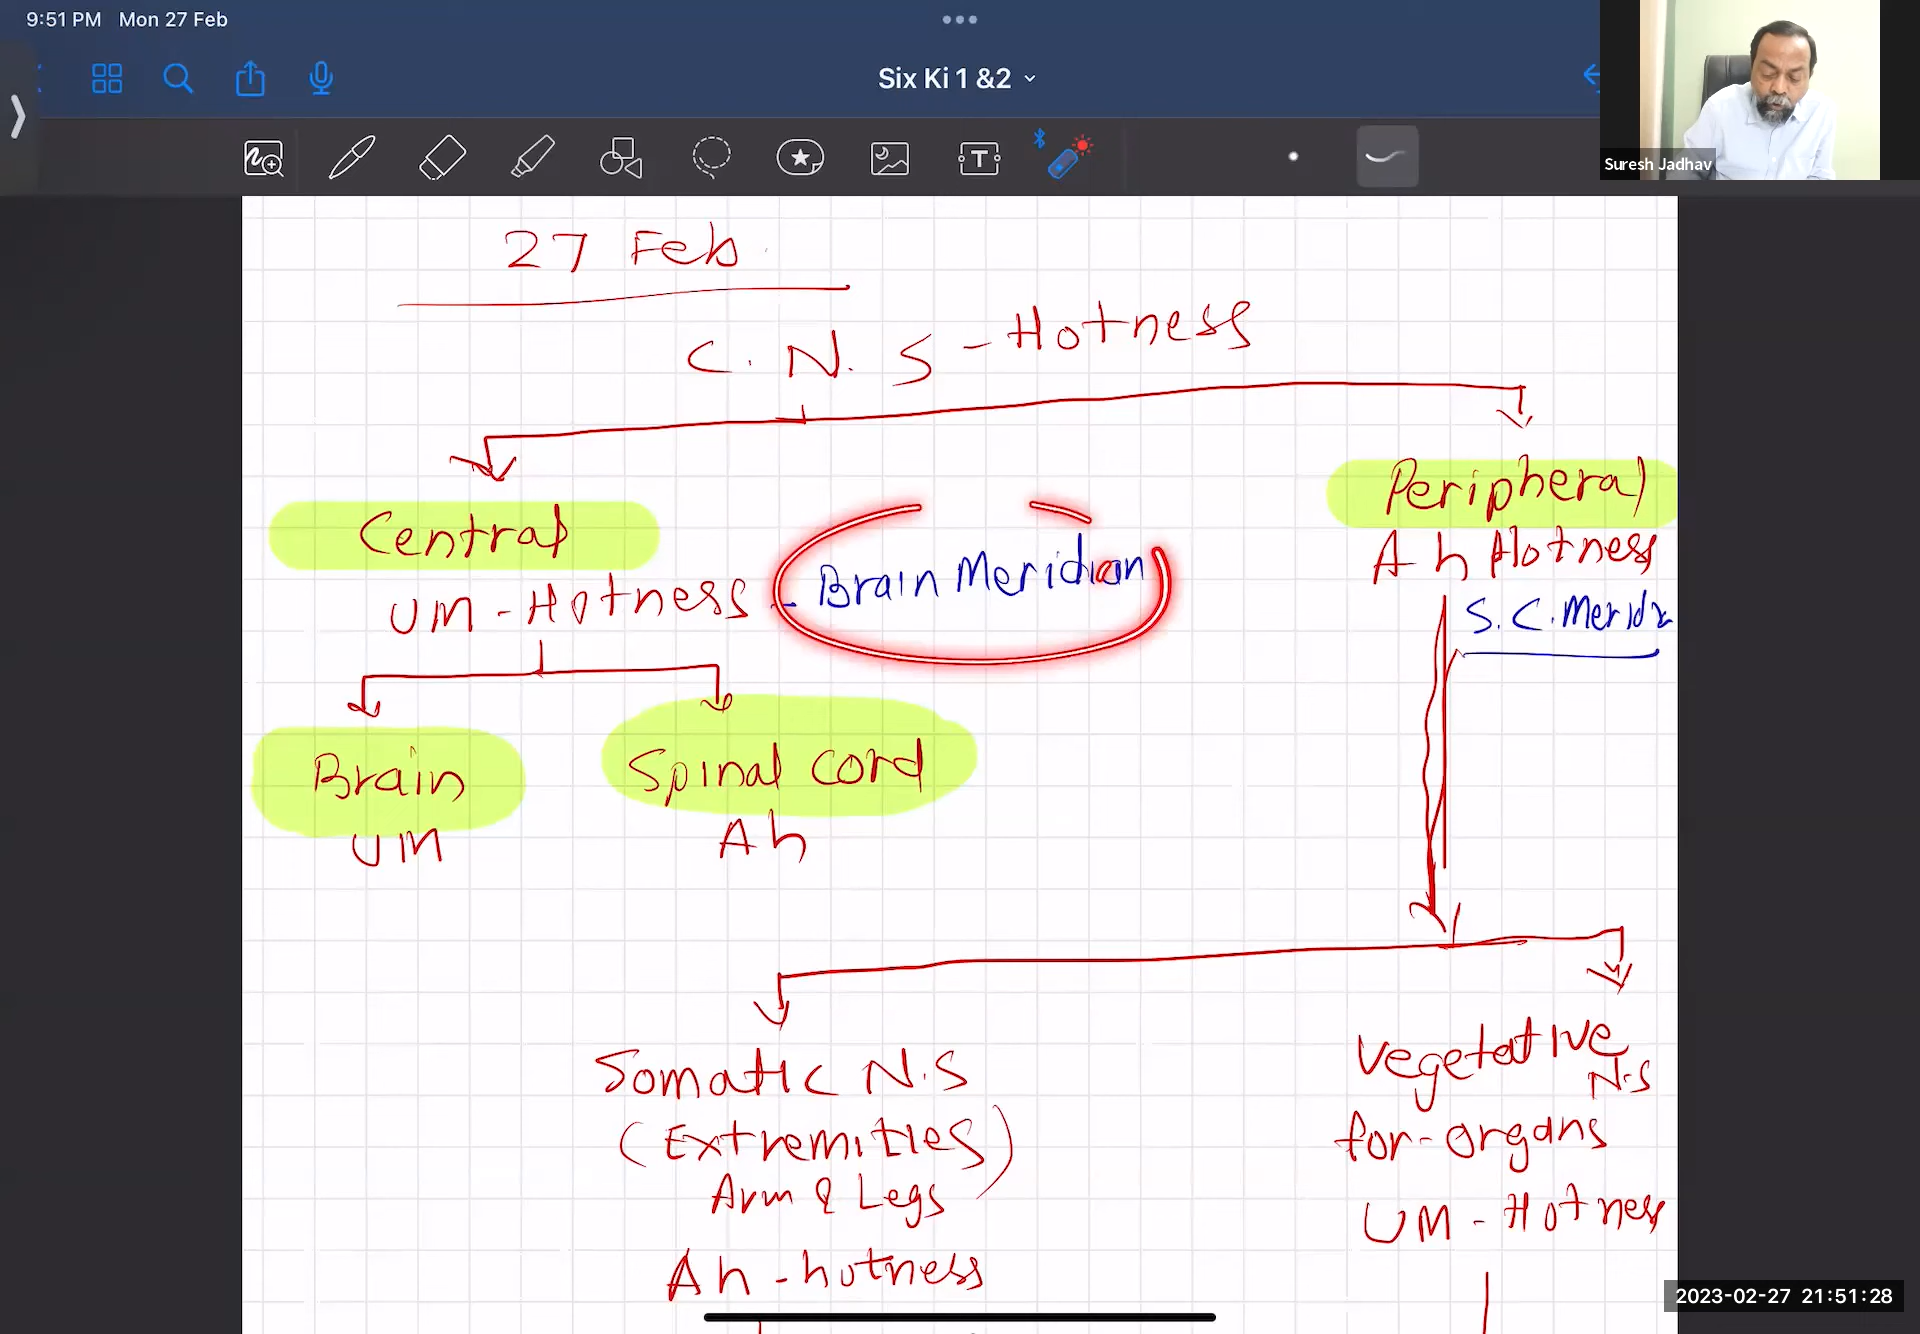 9:51 PM Mon 27 Feb
Six Ki 1 &2
Suresh Jadhav
27 Feb
C.N.S - Hotness
Central
Peripheral
UM - Hotness - Brain Meridian
Ah Hotness
S.C. Meridn
Brain
Spinal cord
UM
Ah
Somatic N.S
(Extremities)
Arm & Legs
Ah - hotness
Vegetative
N.S
for - organs
UM - Hotness
2023-02-27 21:51:28